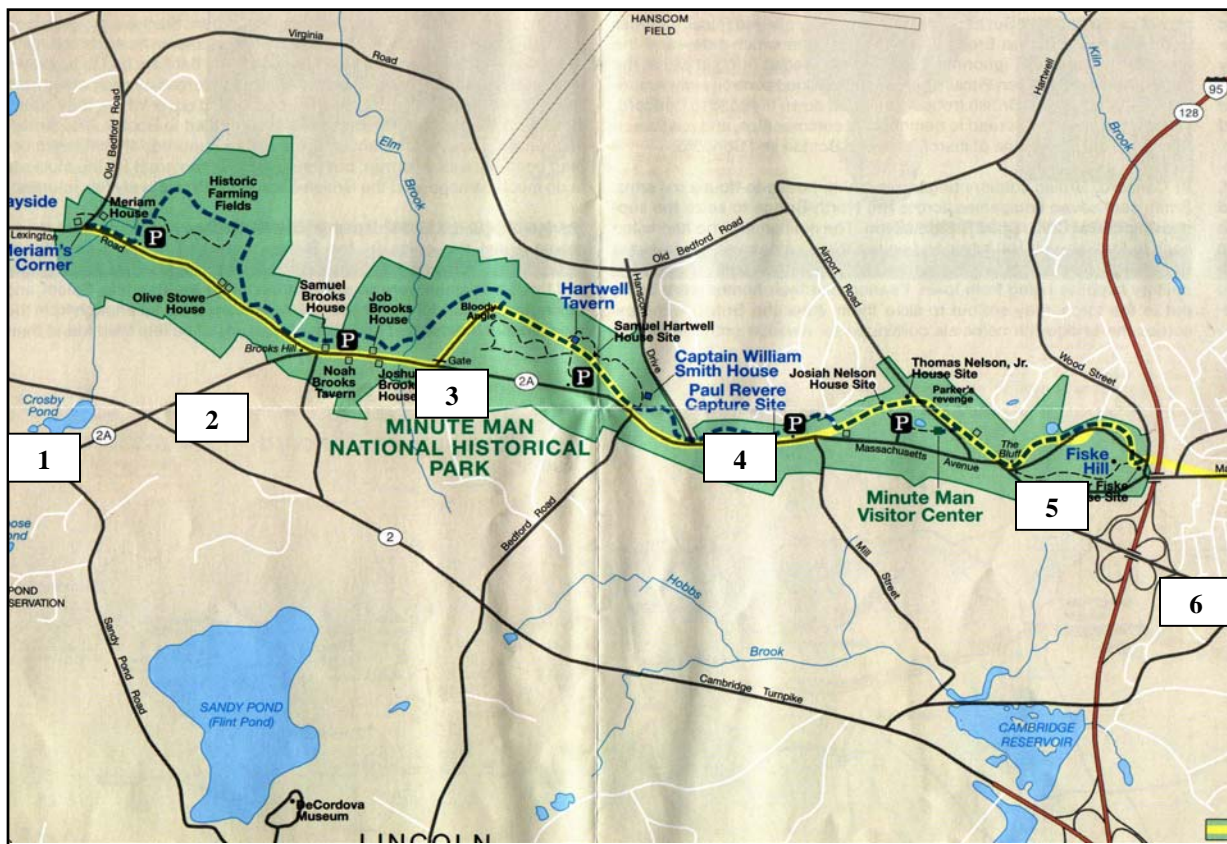 HANSCOM
FIELD
Virginia
Road
Hartwell
Kiln
Brook
95
128
Old Bedford Road
Elm
Brook
Historic
Farming
Fields
Meriam
House
P
Lexington
Road
Corner
Olive Stowe
House
Samuel
Brooks
House
Job
Brooks
House
Bloody
Angle
Old Bedford Road
Airport
Road
Hanscom
Drive
Hartwell
Tavern
Samuel Hartwell
House Site
Captain William
Smith House
Paul Revere
Capture Site
Josiah Nelson
House Site
Thomas Nelson, Jr.
House Site
Parker's
revenge
Wood Street
Brooks Hill
P
Noah
Brooks
Tavern
Brooks
House
Gate
2A
P
P
P
Crosby
Pond
2A
1
2
3
4
5
6
MINUTE MAN
NATIONAL HISTORICAL
PARK
Massachusetts
Avenue
The
Bluff
Fiske
Hill
Fiske
Minute Man
Visitor Center
Bedford Road
2
Mill
Street
Hobbs
Brook
POND
Sandy Pond Road
SANDY POND
(Flint Pond)
Cambridge Turnpike
CAMBRIDGE
RESERVOIR
DeCordova
Museum
LINCOLN